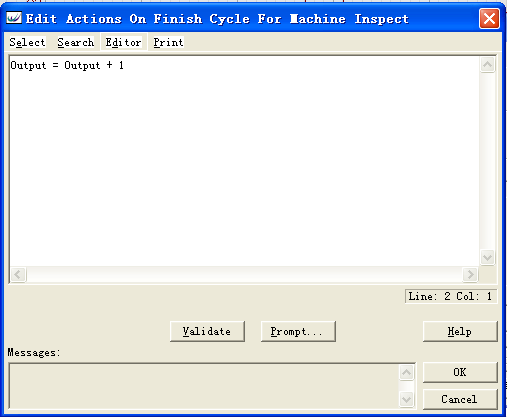 Edit Actions On Finish Cycle For Machine Inspect
Select Search Editor Print
Output = Output + 1
Line: 2 Col: 1
Validate Prompt... Help
Messages:
OK
Cancel